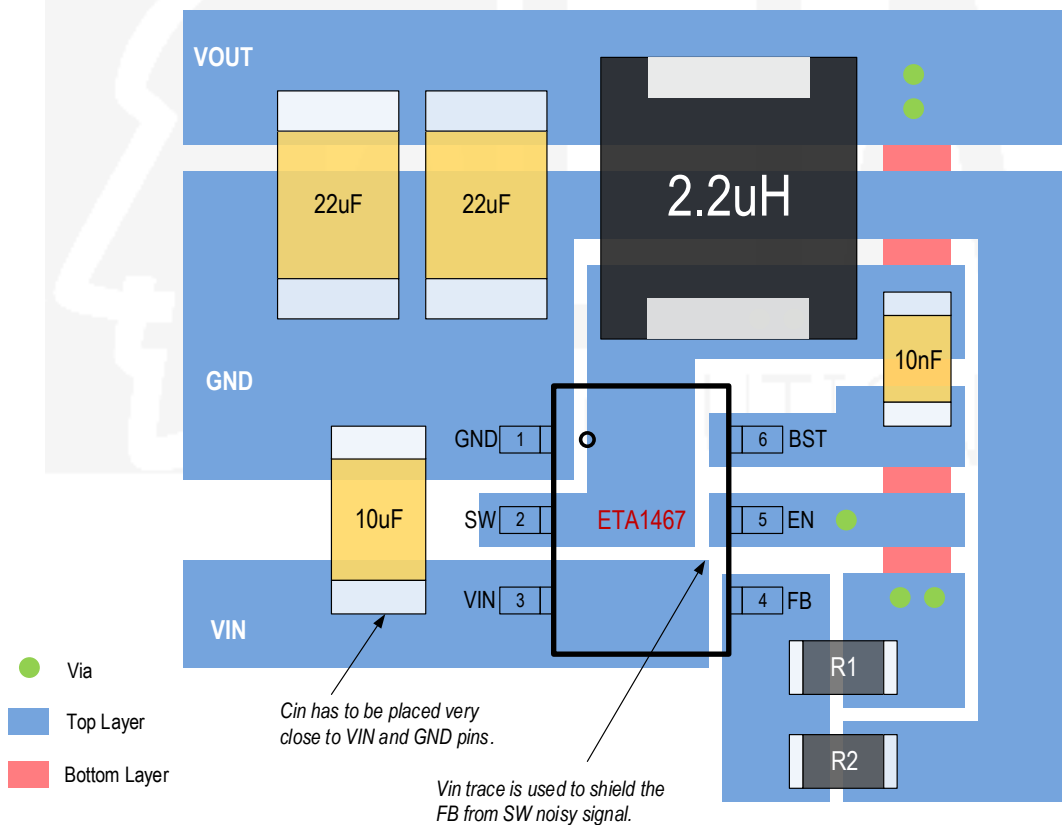 VOUT
22uF
22uF
2.2uH
10nF
GND
GND 1
6 BST
10uF
SW 2
ETA1467
5 EN
VIN 3
4 FB
VIN
R1
R2
Via
Top Layer
Bottom Layer
Cin has to be placed very
close to VIN and GND pins.
Vin trace is used to shield the
FB from SW noisy signal.